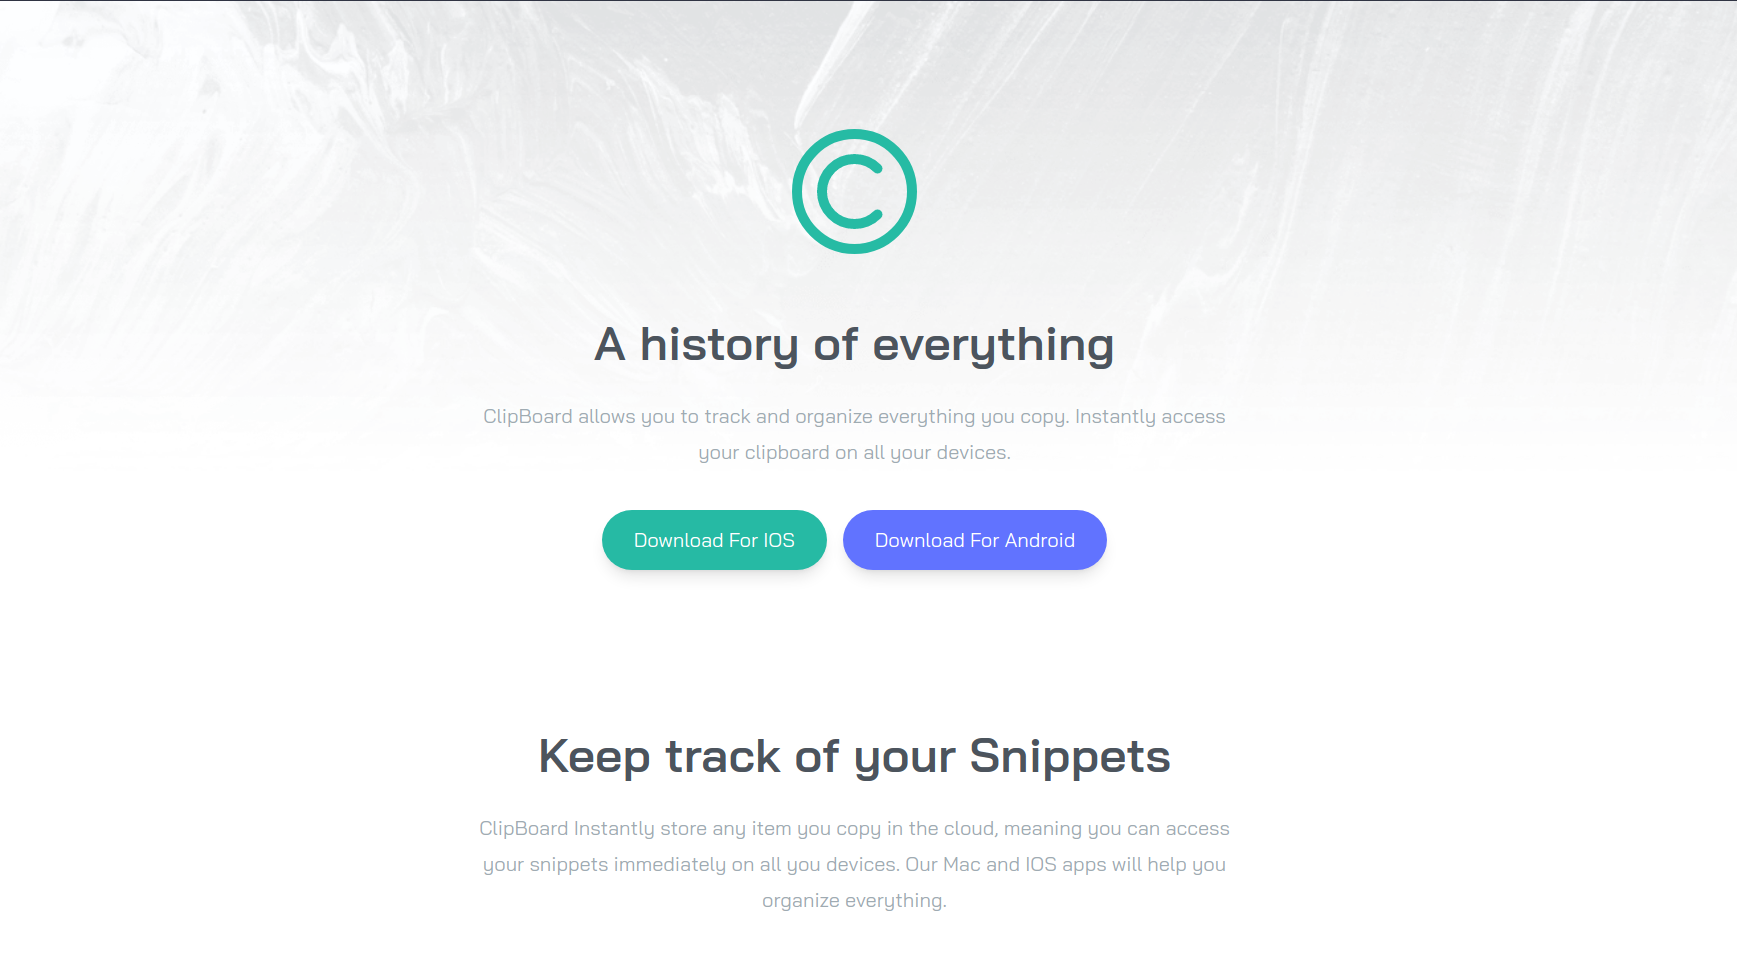 C
A history of everything
ClipBoard allows you to track and organize everything you copy. Instantly access
your clipboard on all your devices.
Download For IOS
Download For Android
Keep track of your Snippets
ClipBoard Instantly store any item you copy in the cloud, meaning you can access
your snippets immediately on all you devices. Our Mac and IOS apps will help you
organize everything.